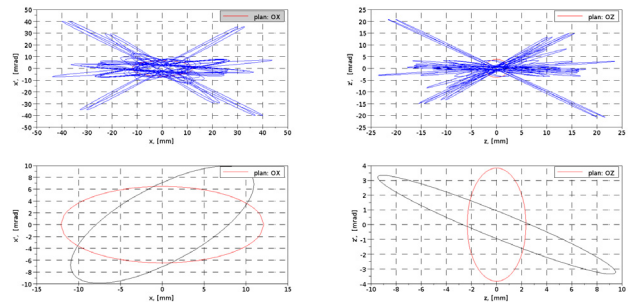 50
40
30
20
10
0
-10
-20
-30
-40
-50
x', [mrad]
plan: OX
-50 -40 -30 -20 -10 0 10 20 30 40 50
x, [mm]
25
20
15
10
5
0
-5
-10
-15
-20
-25
z', [mrad]
plan: OZ
-25 -20 -15 -10 -5 0 5 10 15 20 25
z, [mm]
10
8
6
4
2
0
-2
-4
-6
-8
-10
x', [mrad]
plan: OX
-15 -10 -5 0 5 10 15
x, [mm]
4
3
2
1
0
-1
-2
-3
-4
z', [mrad]
plan: OZ
-10 -8 -6 -4 -2 0 2 4 6 8 10
z, [mm]